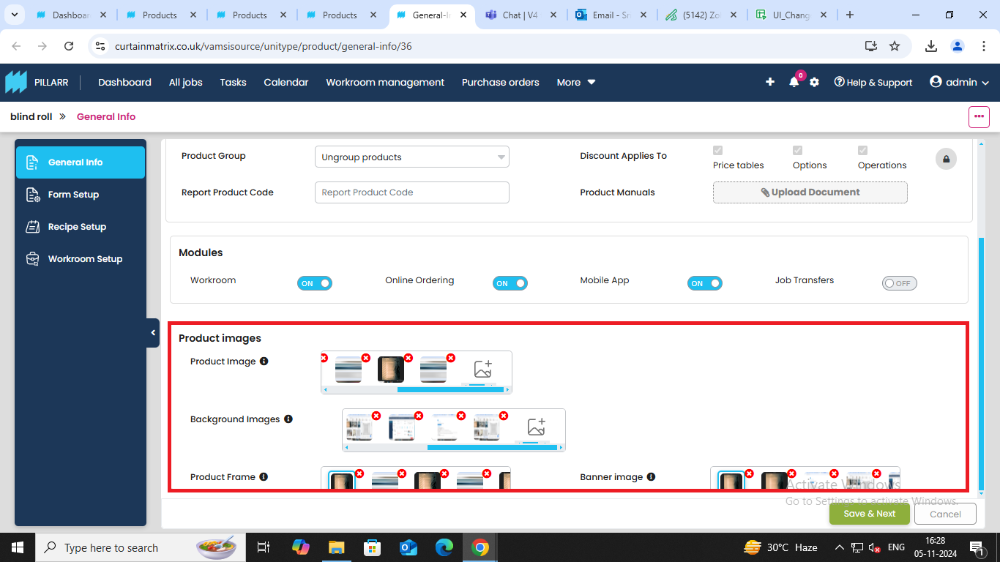 Dashboar
Products
Products
Products
General-I
Chat | V4
Email - Sr
(5142) Zo
UI_Chang
curtainmatrix.co.uk/vamsisource/unitype/product/general-info/36
PILLARR
Dashboard
All jobs
Tasks
Calendar
Workroom management
Purchase orders
More
0
Help & Support
admin
blind roll » General Info
General Info
Form Setup
Recipe Setup
Workroom Setup
Product Group
Ungroup products
Discount Applies To
Price tables
Options
Operations
Report Product Code
Report Product Code
Product Manuals
Upload Document
Modules
Workroom
ON
Online Ordering
ON
Mobile App
ON
Job Transfers
OFF
Product images
Product Image
Background Images
Product Frame
Banner image
Activate Windows
Go to Settings to activate Windows.
Save & Next
Cancel
Type here to search
30°C Haze
ENG
16:28
05-11-2024
1